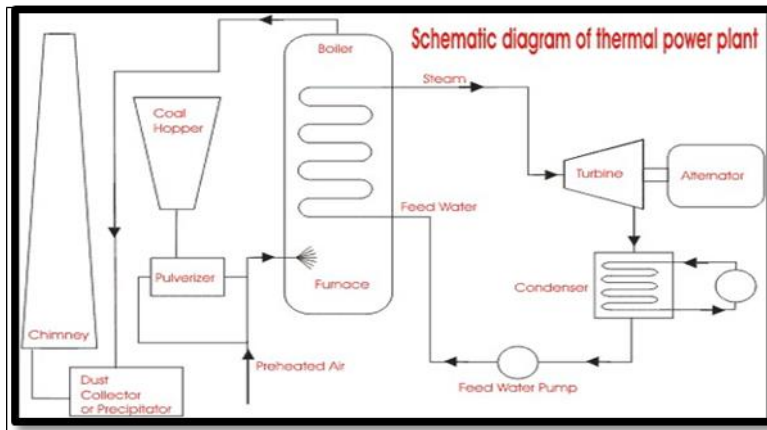 Schematic diagram of thermal power plant
Boiler
Steam
Coal
Hopper
Turbine
Alternator
Feed Water
Pulverizer
Furnace
Condenser
Chimney
Preheated Air
Feed Water Pump
Dust
Collector
or Precipitator